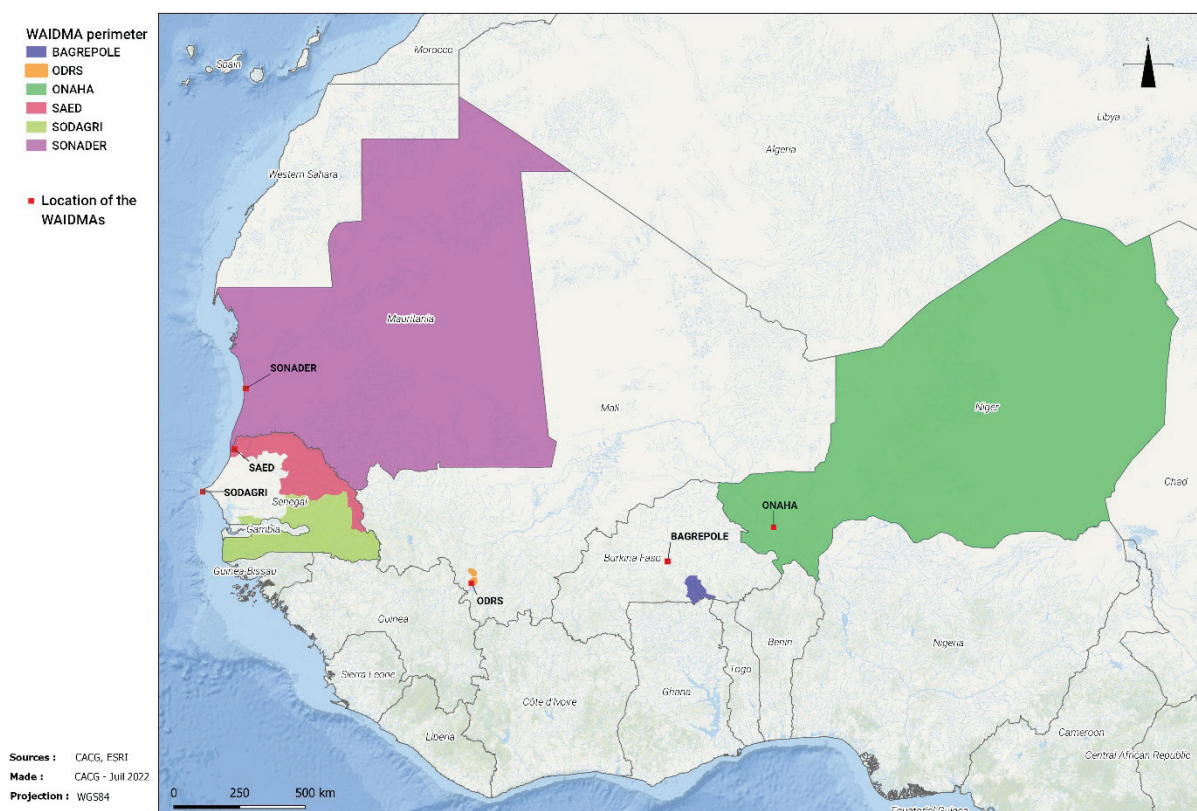 WAIDMA perimeter
BAGREPOLE
ODRS
ONAHA
SAED
SODAGRI
SONADER
Location of the
WAIDMAs
Sources : CACG, ESRI
Made : CACG - Juil 2022
Projection : WGS84
Morocco
Spain
Libya
Algeria
Western Sahara
Mauritania
SONADER
Mali
Niger
SAED
Chad
SODAGRI
Senegal
ONAHA
Gambia
BAGREPOLE
Burkina Faso
Guinea-Bissau
ODRS
Guinea
Benin
Nigeria
Togo
Sierra Leone
Ghana
Côte d'Ivoire
Liberia
Cameroon
Central African Republic
0 250 500 km
Equatorial Guinea